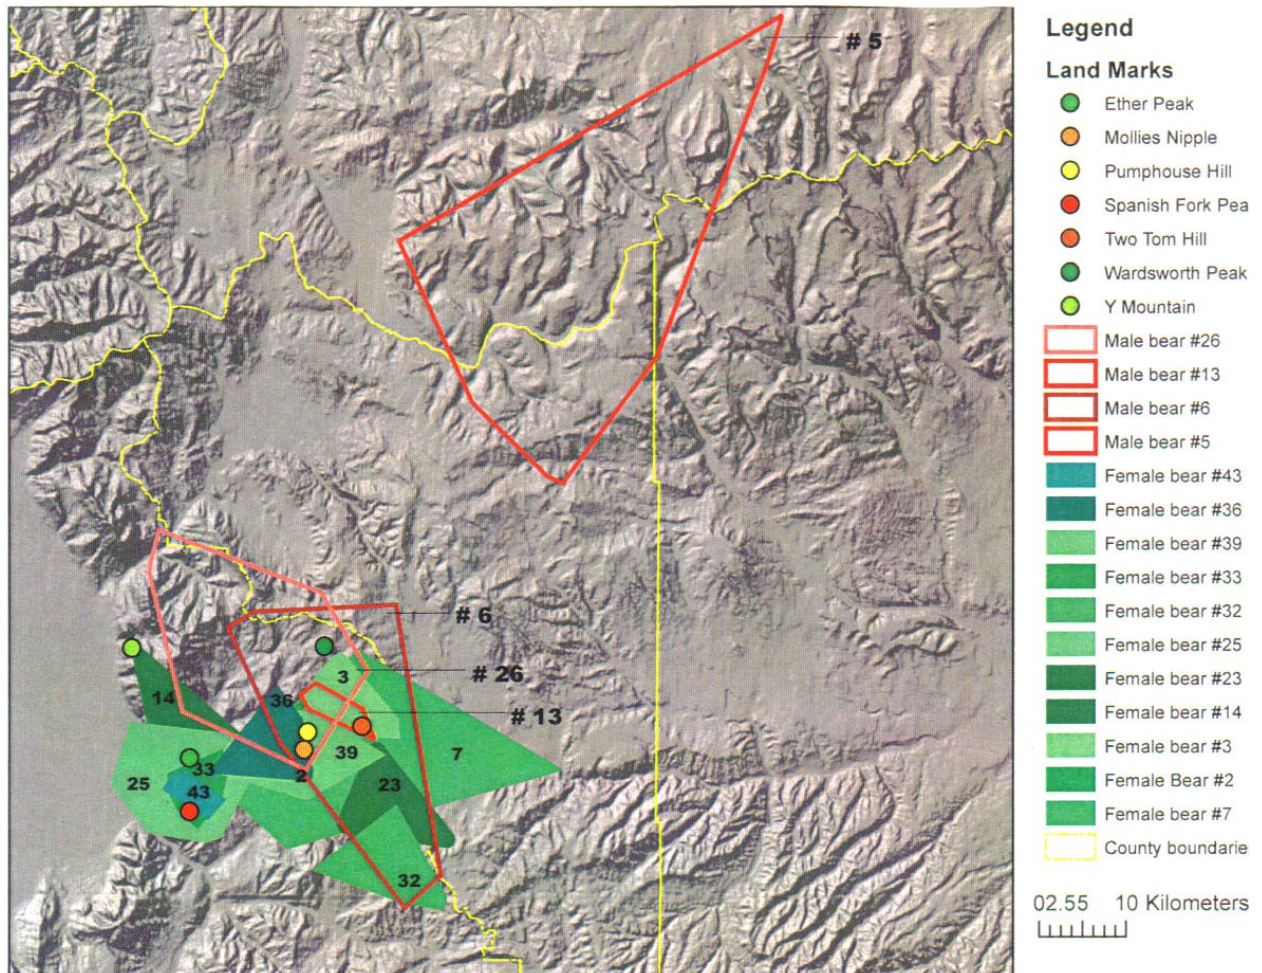 # 5
# 6
3
# 26
14
36
# 13
39
7
33
2
25
43
23
32
Legend
Land Marks
Ether Peak
Mollies Nipple
Pumphouse Hill
Spanish Fork Pea
Two Tom Hill
Wardsworth Peak
Y Mountain
Male bear #26
Male bear #13
Male bear #6
Male bear #5
Female bear #43
Female bear #36
Female bear #39
Female bear #33
Female bear #32
Female bear #25
Female bear #23
Female bear #14
Female bear #3
Female Bear #2
Female bear #7
County boundarie
02.55 10 Kilometers